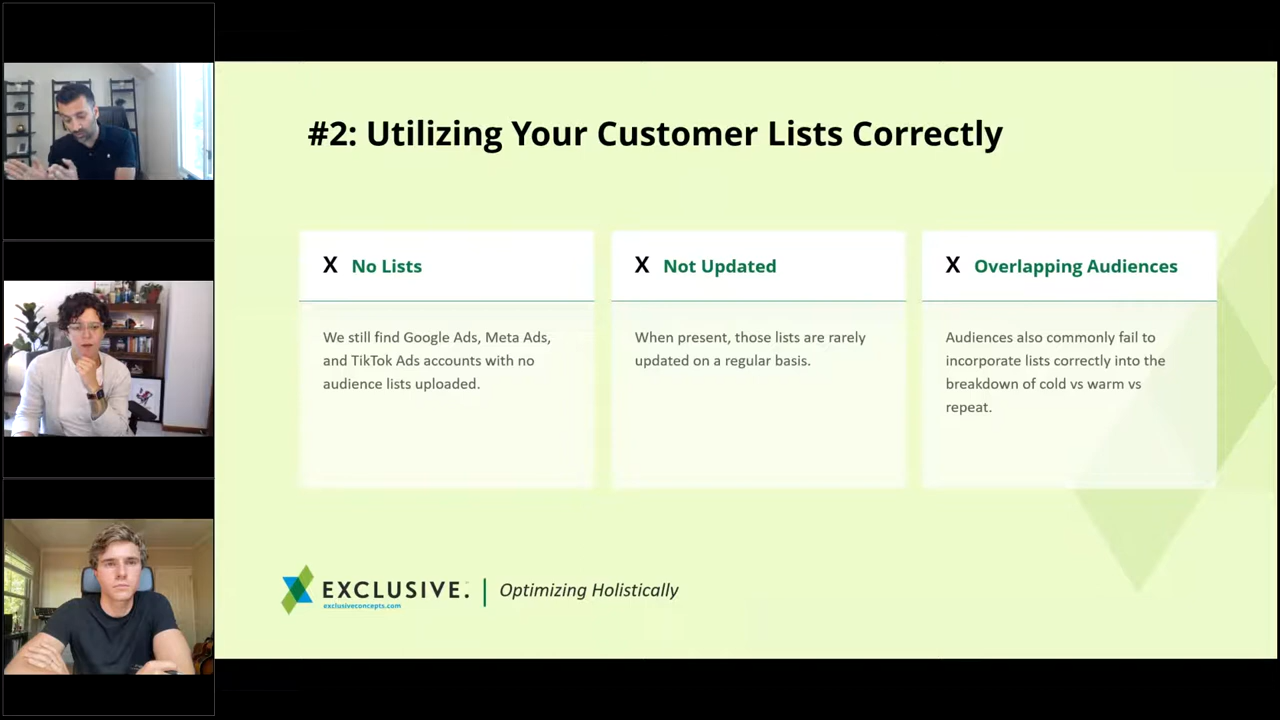 #2: Utilizing Your Customer Lists Correctly
X No Lists
We still find Google Ads, Meta Ads,
and TikTok Ads accounts with no
audience lists uploaded.
X Not Updated
When present, those lists are rarely
updated on a regular basis.
X Overlapping Audiences
Audiences also commonly fail to
incorporate lists correctly into the
breakdown of cold vs warm vs
repeat.
EXCLUSIVE.
exclusiveconcepts.com
Optimizing Holistically